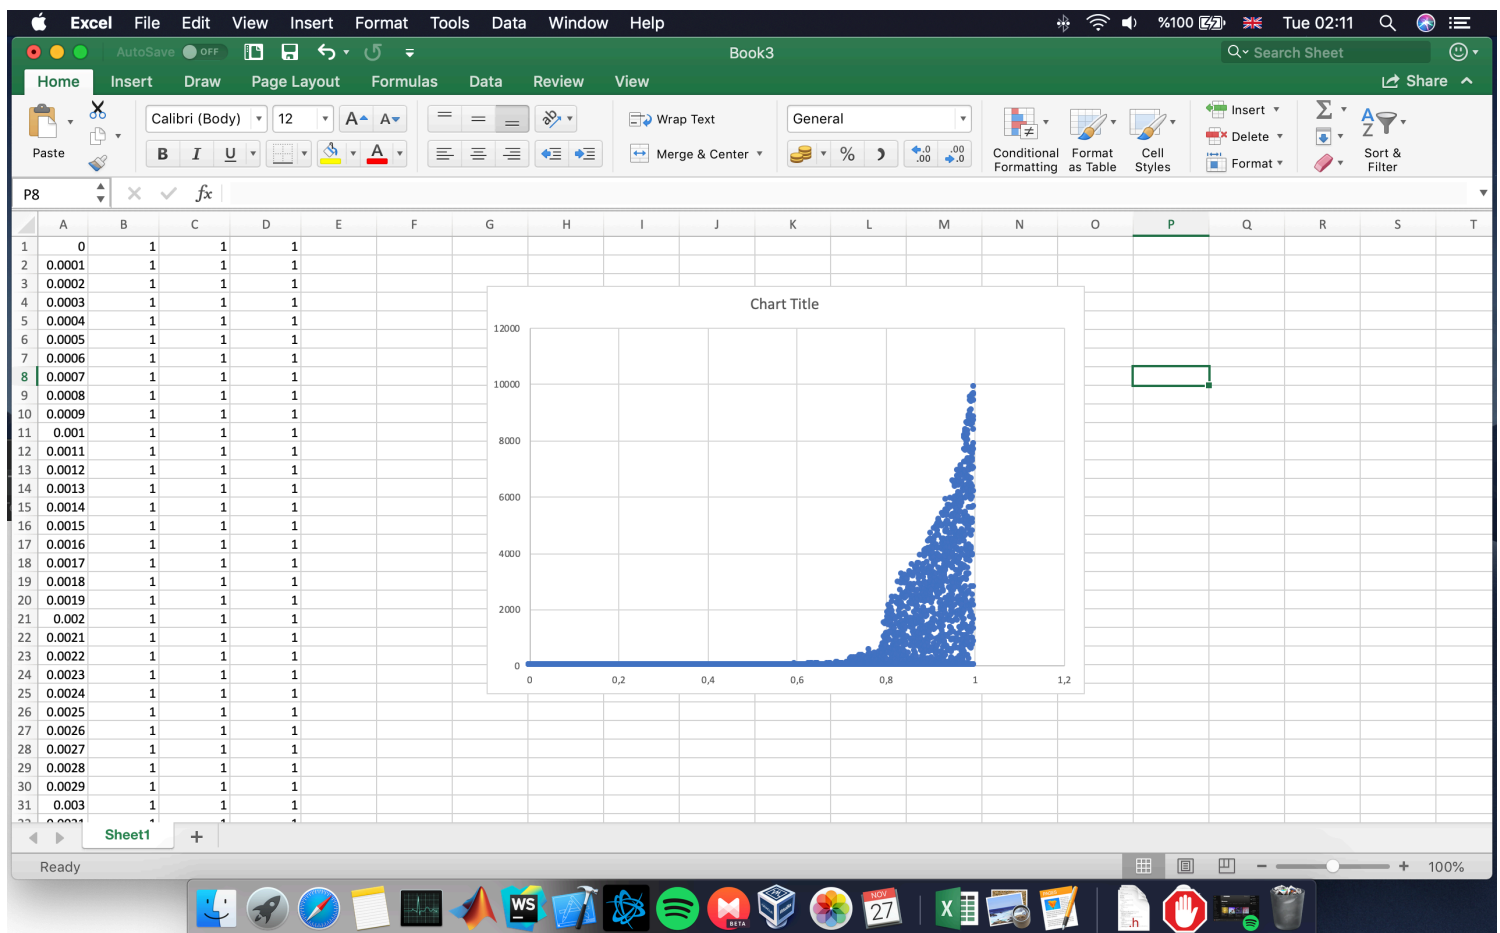 Excel File Edit View Insert Format Tools Data Window Help %100 Tue 02:11
AutoSave OFF Book3 Search Sheet
Home Insert Draw Page Layout Formulas Data Review View Share
Paste Calibri (Body) 12 A A Wrap Text General Insert
B I U A Merge & Center % Conditional Formatting Format as Table Cell Styles Delete Format Sort & Filter
P8 fx
A B C D E F G H I J K L M N O P Q R S T
1 0 1 1 1
2 0.0001 1 1 1
3 0.0002 1 1 1
4 0.0003 1 1 1
5 0.0004 1 1 1
6 0.0005 1 1 1
7 0.0006 1 1 1
8 0.0007 1 1 1
9 0.0008 1 1 1
10 0.0009 1 1 1
11 0.001 1 1 1
12 0.0011 1 1 1
13 0.0012 1 1 1
14 0.0013 1 1 1
15 0.0014 1 1 1
16 0.0015 1 1 1
17 0.0016 1 1 1
18 0.0017 1 1 1
19 0.0018 1 1 1
20 0.0019 1 1 1
21 0.002 1 1 1
22 0.0021 1 1 1
23 0.0022 1 1 1
24 0.0023 1 1 1
25 0.0024 1 1 1
26 0.0025 1 1 1
27 0.0026 1 1 1
28 0.0027 1 1 1
29 0.0028 1 1 1
30 0.0029 1 1 1
31 0.003 1 1 1
Chart Title
12000
10000
8000
6000
4000
2000
0
0 0,2 0,4 0,6 0,8 1 1,2
Sheet1 +
Ready 100%
WS BETA NOV 27 X .h